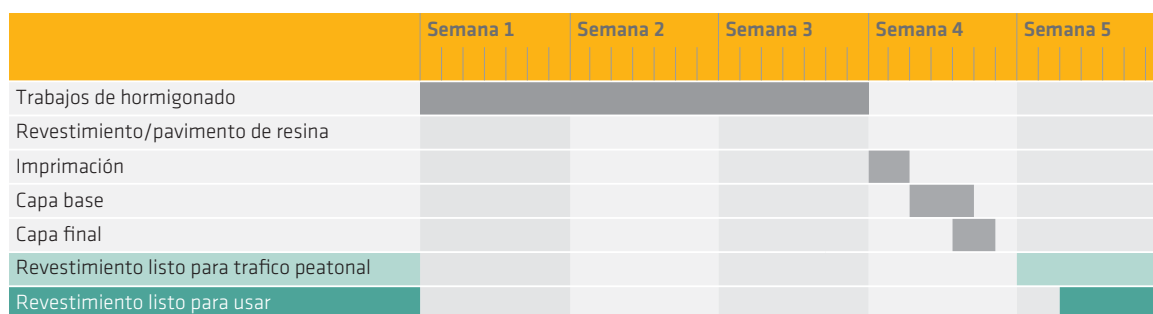 Semana 1 Semana 2 Semana 3 Semana 4 Semana 5
Trabajos de hormigonado
Revestimiento/pavimento de resina
Imprimación
Capa base
Capa final
Revestimiento listo para trafico peatonal
Revestimiento listo para usar